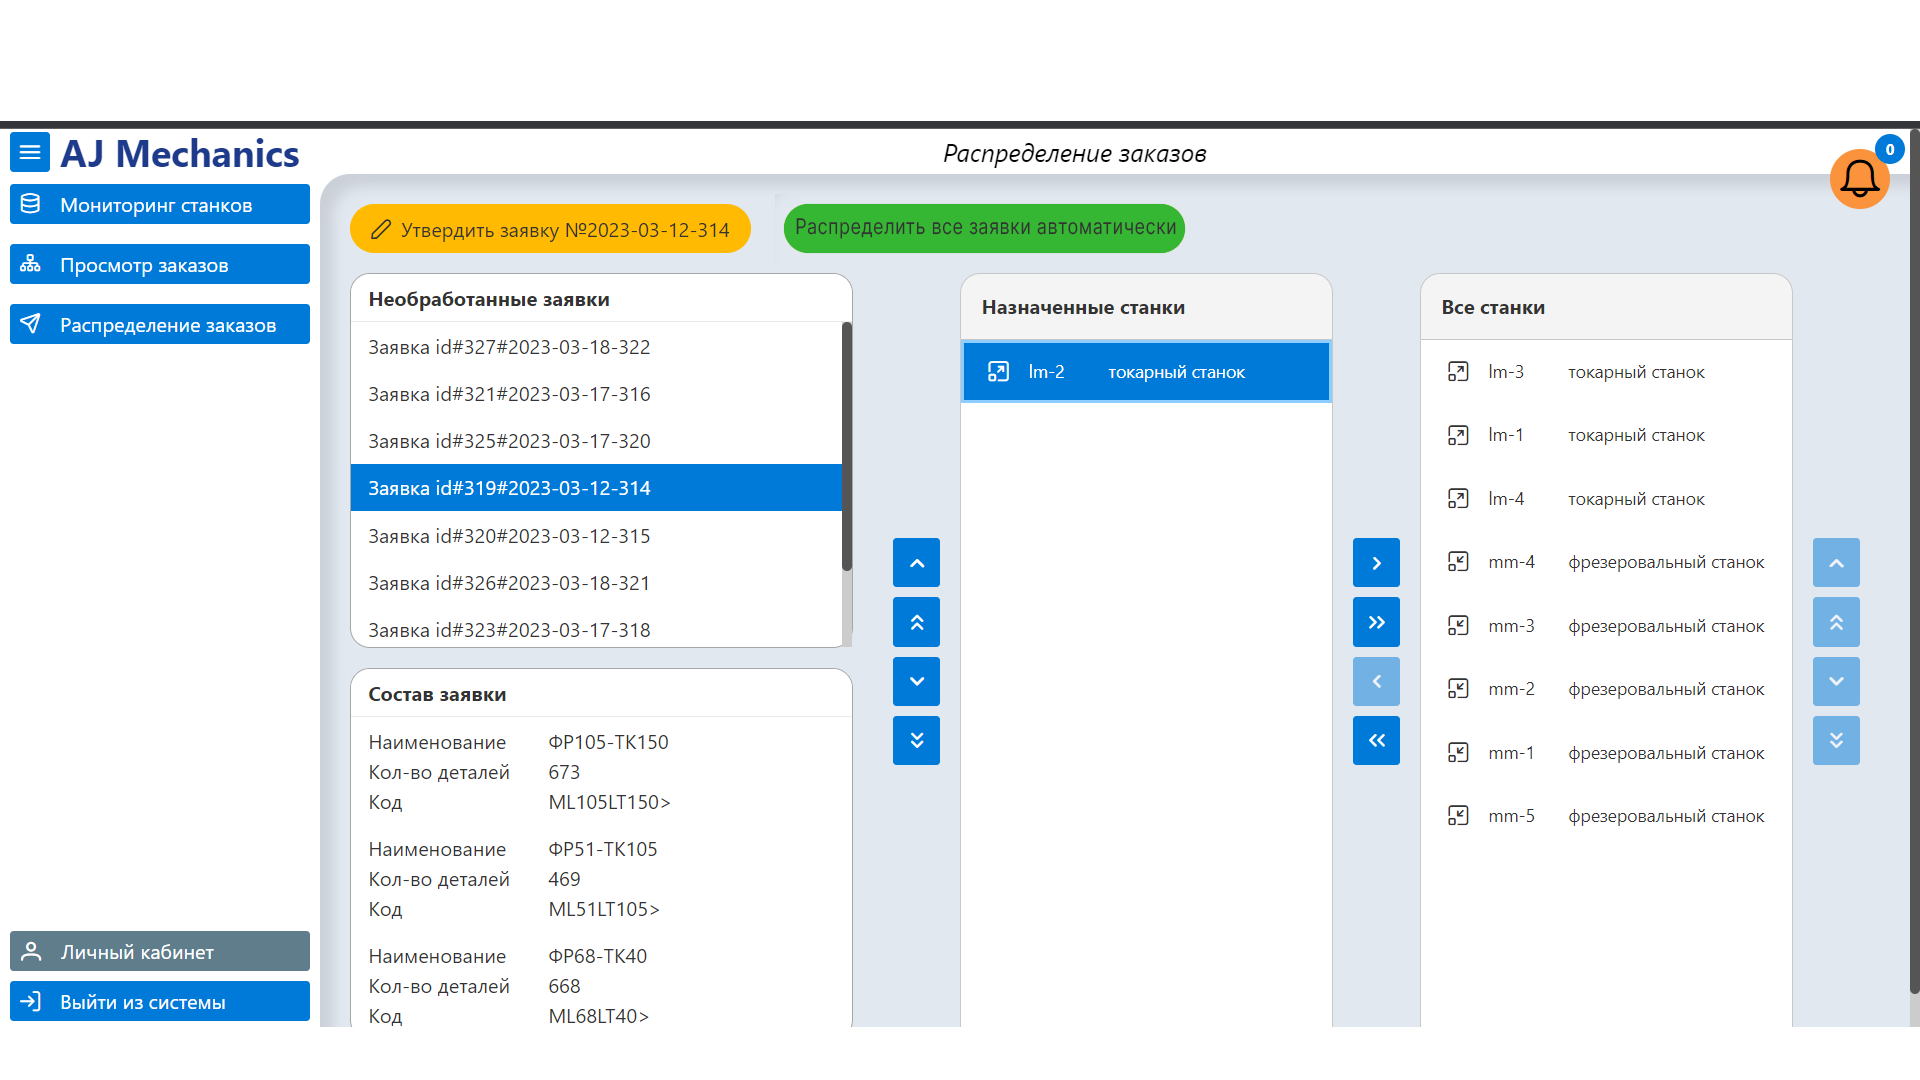 AJ Mechanics
Распределение заказов
0
Мониторинг станков
Просмотр заказов
Распределение заказов
Личный кабинет
Выйти из системы
Утвердить заявку №2023-03-12-314
Распределить все заявки автоматически
Необработанные заявки
Заявка id#327#2023-03-18-322
Заявка id#321#2023-03-17-316
Заявка id#325#2023-03-17-320
Заявка id#319#2023-03-12-314
Заявка id#320#2023-03-12-315
Заявка id#326#2023-03-18-321
Заявка id#323#2023-03-17-318
Состав заявки
Наименование ФР105-ТК150
Кол-во деталей 673
Код ML105LT150>
Наименование ФР51-ТК105
Кол-во деталей 469
Код ML51LT105>
Наименование ФР68-ТК40
Кол-во деталей 668
Код ML68LT40>
Назначенные станки
lm-2 токарный станок
Все станки
lm-3 токарный станок
lm-1 токарный станок
lm-4 токарный станок
mm-4 фрезеровальный станок
mm-3 фрезеровальный станок
mm-2 фрезеровальный станок
mm-1 фрезеровальный станок
mm-5 фрезеровальный станок